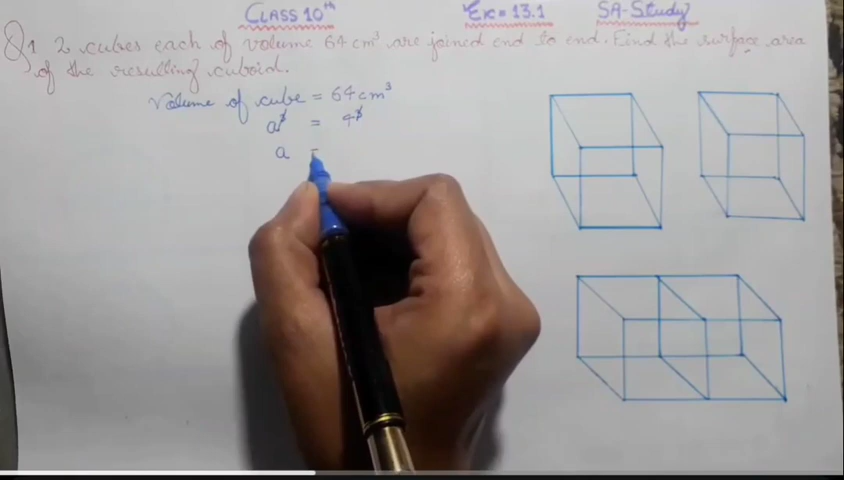 CLASS 10th Ex = 13.1 SA-Study
Q1 2 cubes each of volume 64 cm³ are joined end to end. Find the surface area
of the resulting cuboid.
Volume of cube = 64 cm³
a³ = 4³
a =